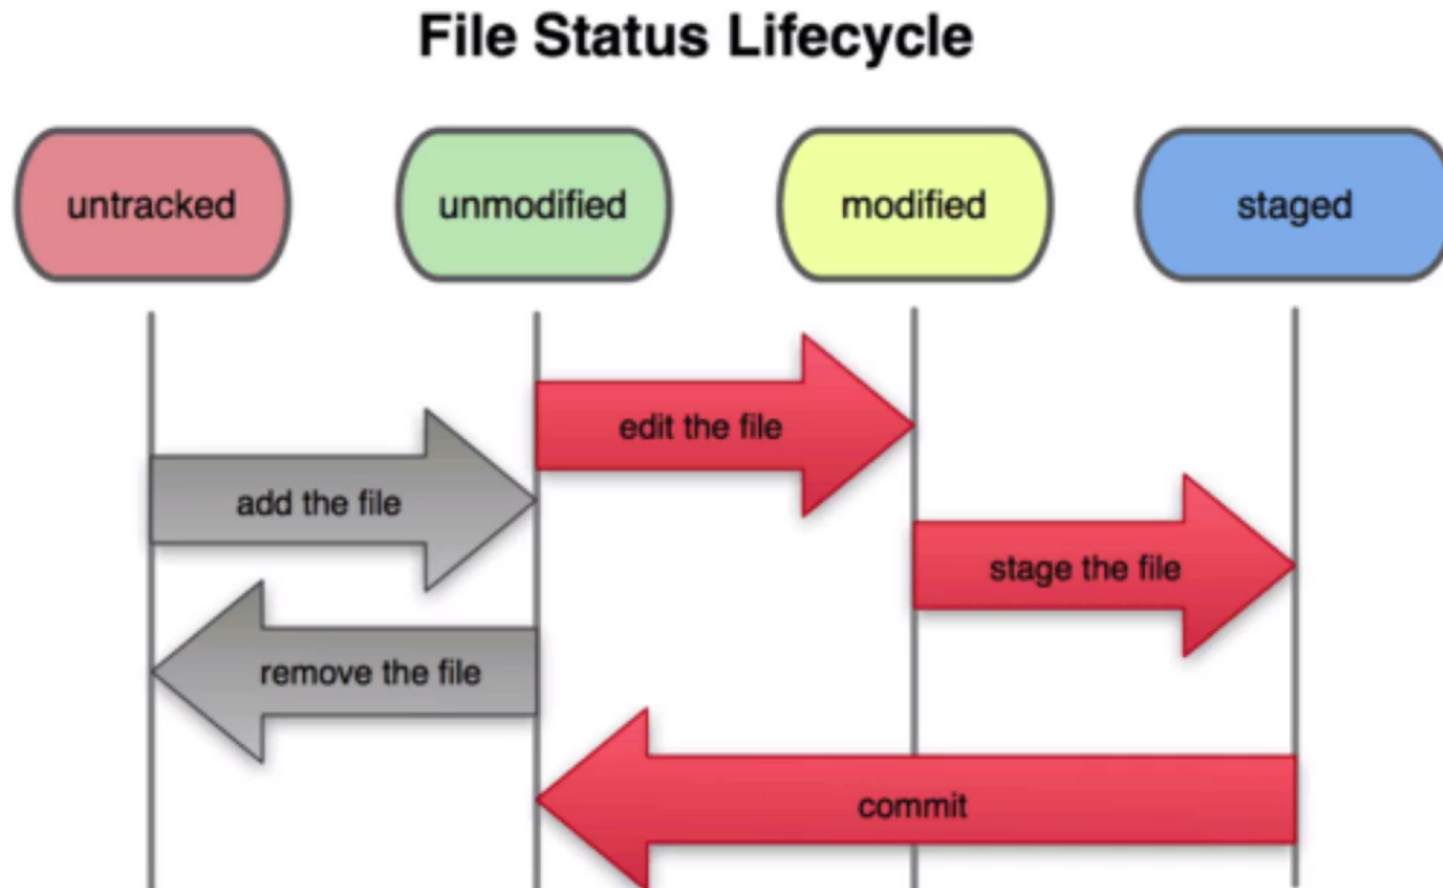 File Status Lifecycle
untracked
unmodified
modified
staged
edit the file
add the file
stage the file
remove the file
commit